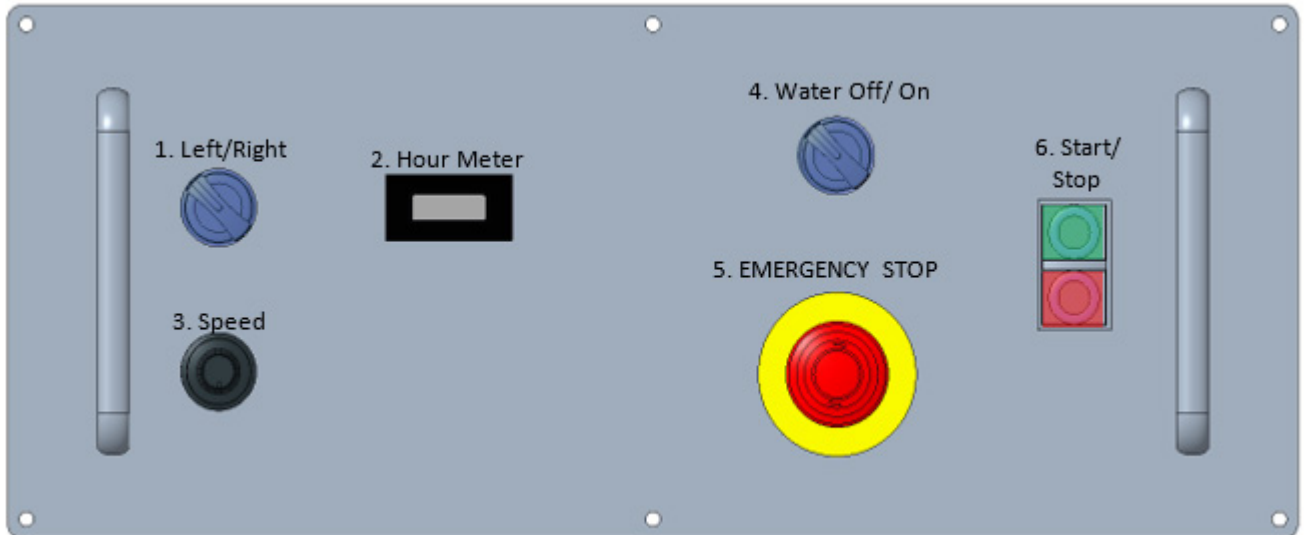 1. Left/Right
2. Hour Meter
3. Speed
4. Water Off/ On
5. EMERGENCY  STOP
6. Start/
Stop